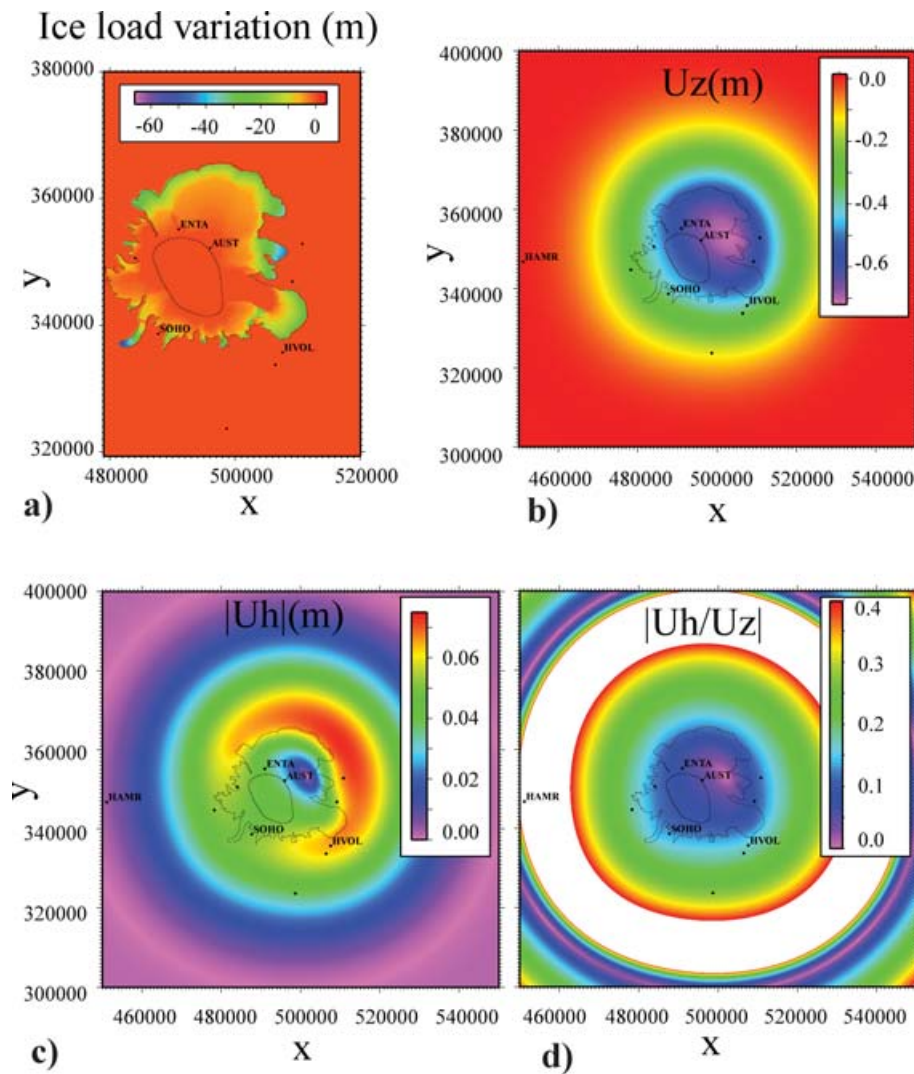 Ice load variation (m)
380000
-60 -40 -20 0
360000
ENTA
AUST
y
340000
SOHO
HVOL
320000
480000 500000 520000
a) x
400000
Uz(m)
0.0
380000
-0.2
360000
ENTA
AUST
-0.4
y
HAMR
340000
SOHO
HVOL
-0.6
320000
300000
460000 480000 500000 520000 540000
b) x
400000
|Uh|(m)
0.06
380000
0.04
360000
ENTA
AUST
0.02
y
HAMR
340000
SOHO
HVOL
0.00
320000
300000
460000 480000 500000 520000 540000
c) x
|Uh/Uz|
0.4
0.3
0.2
ENTA
AUST
0.1
HAMR
SOHO
HVOL
0.0
460000 480000 500000 520000 540000
d) x